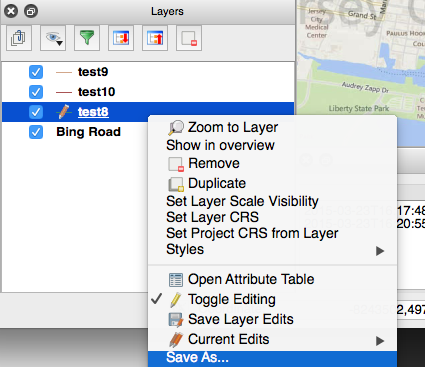 Layers
test9
test10
test8
Bing Road
Zoom to Layer
Show in overview
Remove
Duplicate
Set Layer Scale Visibility
Set Layer CRS
Set Project CRS from Layer
Styles
Open Attribute Table
Toggle Editing
Save Layer Edits
Current Edits
Save As...
Jersey
City
Medical
Center
Grand St
Audrey Zapp Dr
Liberty State
Park
17:48
20:55
2,497